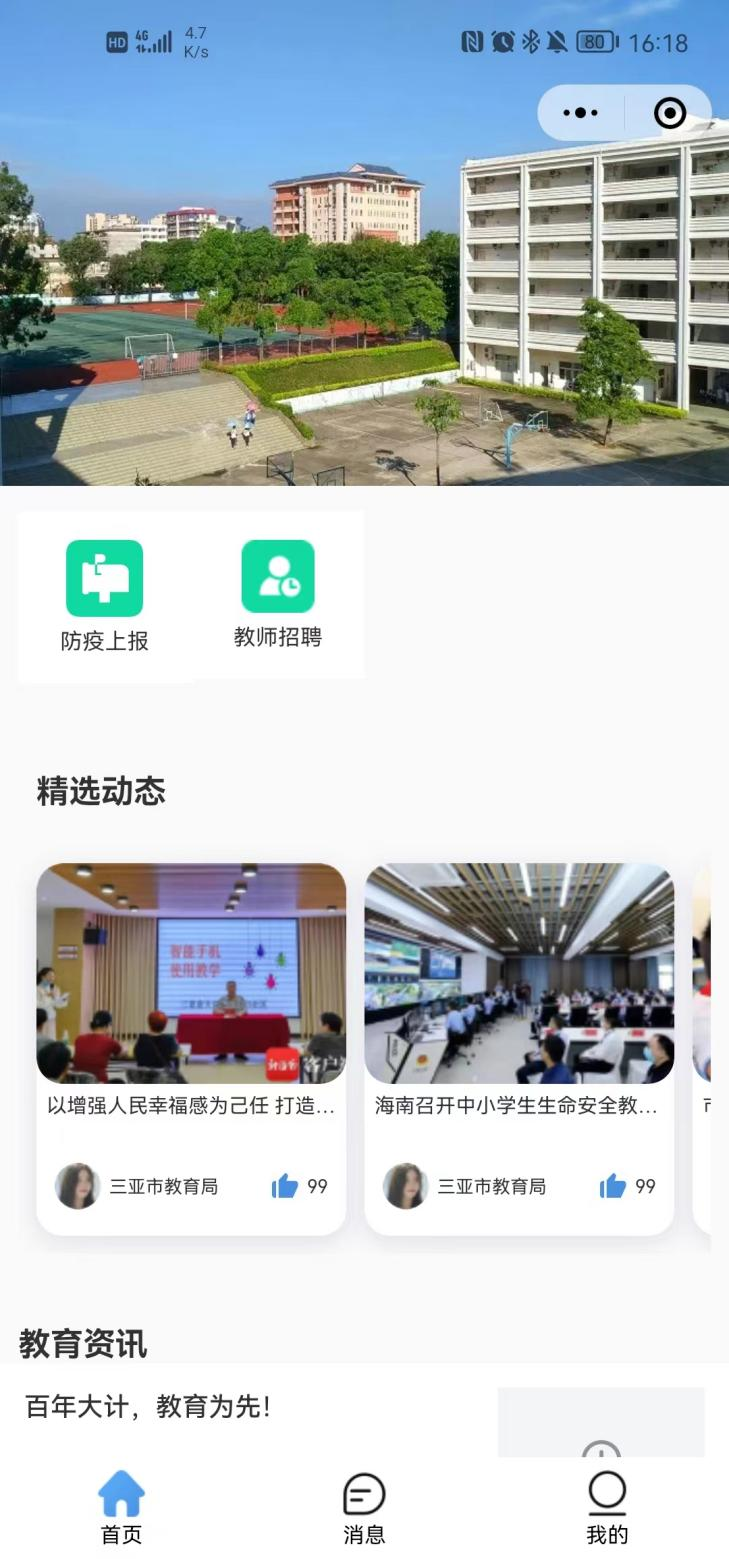 HD 4G 4.7 K/s 80 16:18
防疫上报
教师招聘
精选动态
智能手机
使用教学
以增强人民幸福感为己任 打造...
海南召开中小学生生命安全教...
三亚市教育局 99
三亚市教育局 99
教育资讯
百年大计，教育为先！
首页
消息
我的